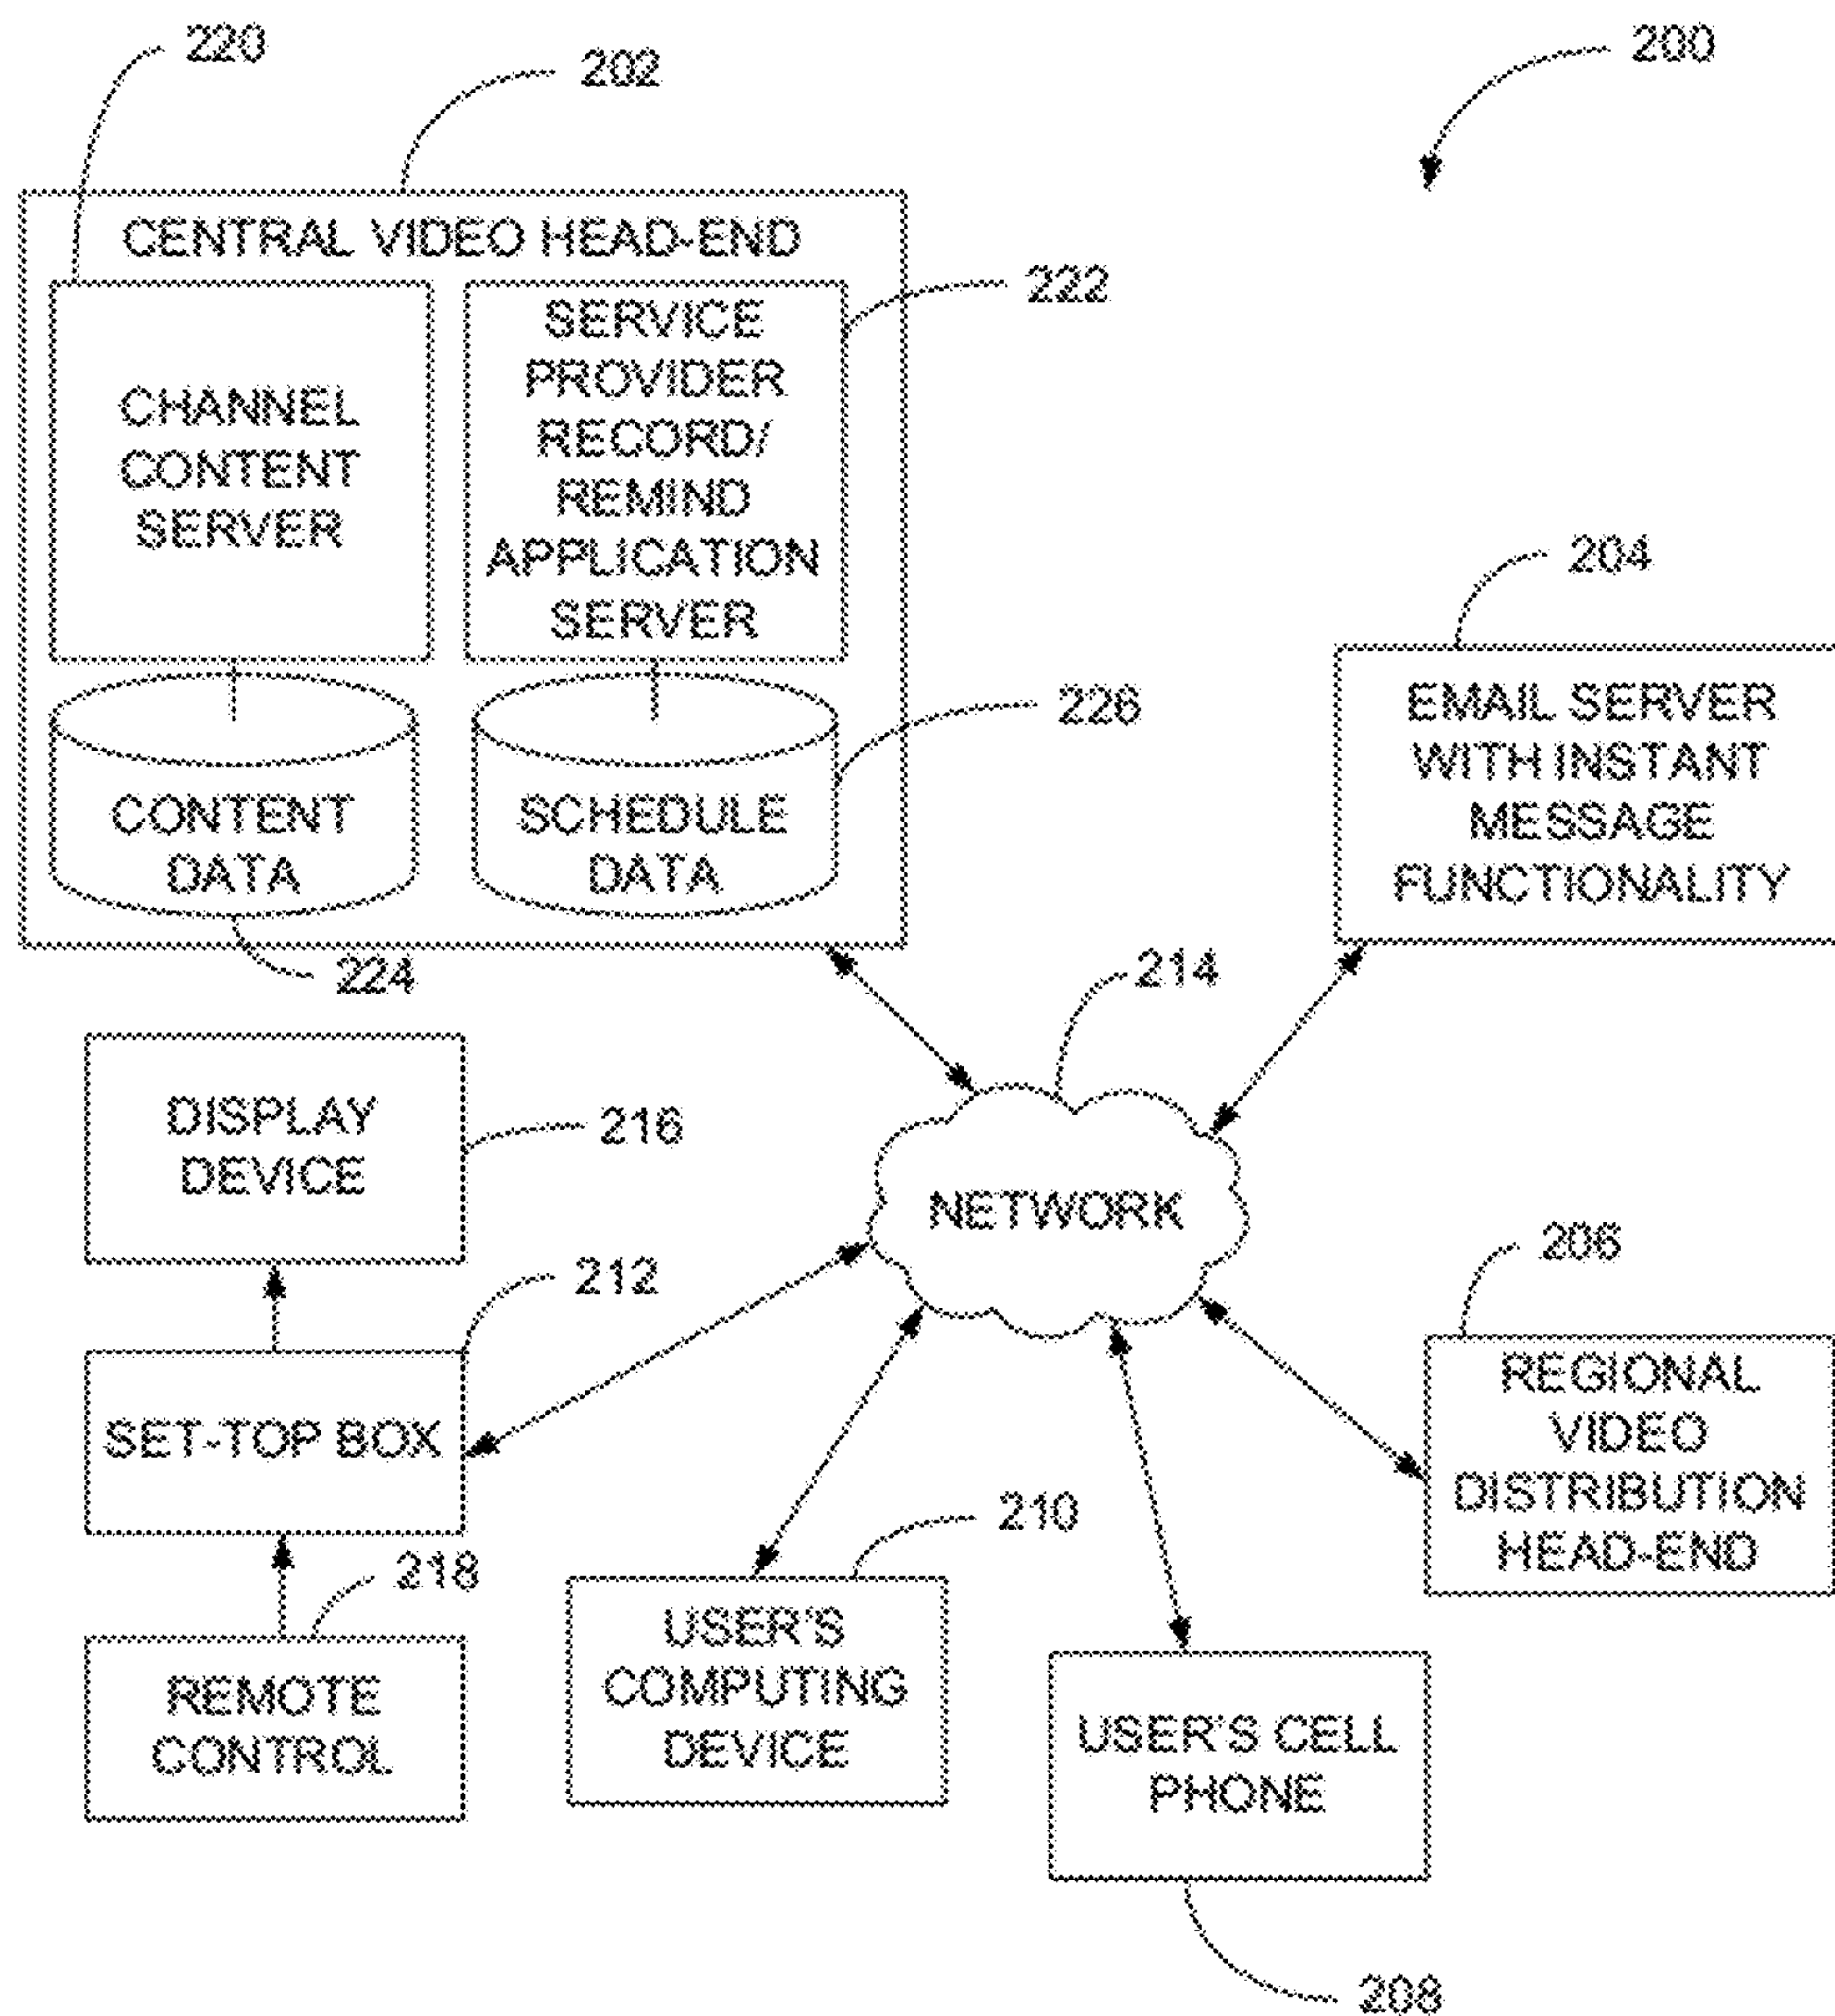 220
202
200
CENTRAL VIDEO HEAD-END
222
CHANNEL
CONTENT
SERVER
SERVICE
PROVIDER
RECORD/
REMIND
APPLICATION
SERVER
204
226
EMAIL SERVER
WITH INSTANT
MESSAGE
FUNCTIONALITY
CONTENT
DATA
SCHEDULE
DATA
224
214
DISPLAY
DEVICE
216
NETWORK
206
212
REGIONAL
VIDEO
DISTRIBUTION
HEAD-END
SET-TOP BOX
210
218
USER'S
COMPUTING
DEVICE
REMOTE
CONTROL
USER'S CELL
PHONE
208